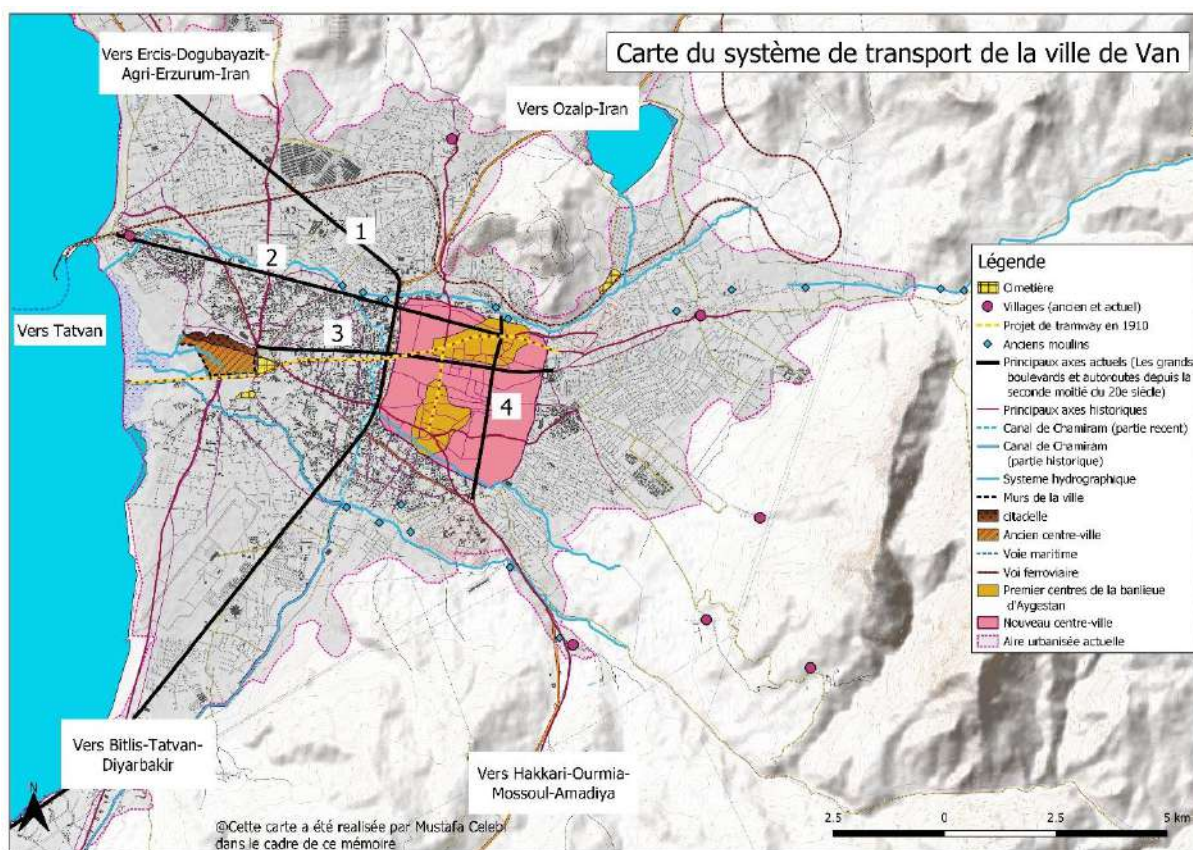 Carte du système de transport de la ville de Van
Vers Ercis-Dogubayazit-
Agri-Erzurum-Iran
Vers Ozalp-Iran
1
2
Vers Tatvan
3
4
Légende
Cimetière
Villages (ancien et actuel)
Projet de tramway en 1910
Anciens moulins
Principaux axes actuels (Les grands
boulevards et autoroutes depuis la
seconde moitié du 20e siècle)
Principaux axes historiques
Canal de Chamiram (partie recent)
Canal de Chamiram
(partie historique)
Systeme hydrographique
Murs de la ville
citadelle
Ancien centre-ville
Voie maritime
Voi ferroviaire
Premier centres de la banlieue
d'Aygestan
Nouveau centre-ville
Aire urbanisée actuelle
Vers Bitlis-Tatvan-
Diyarbakir
Vers Hakkari-Ourmia-
Mossoul-Amadiya
N
@Cette carte a été realisée par Mustafa Celebi
dans le cadre de ce mémoire
2.5 0 2.5 5 km